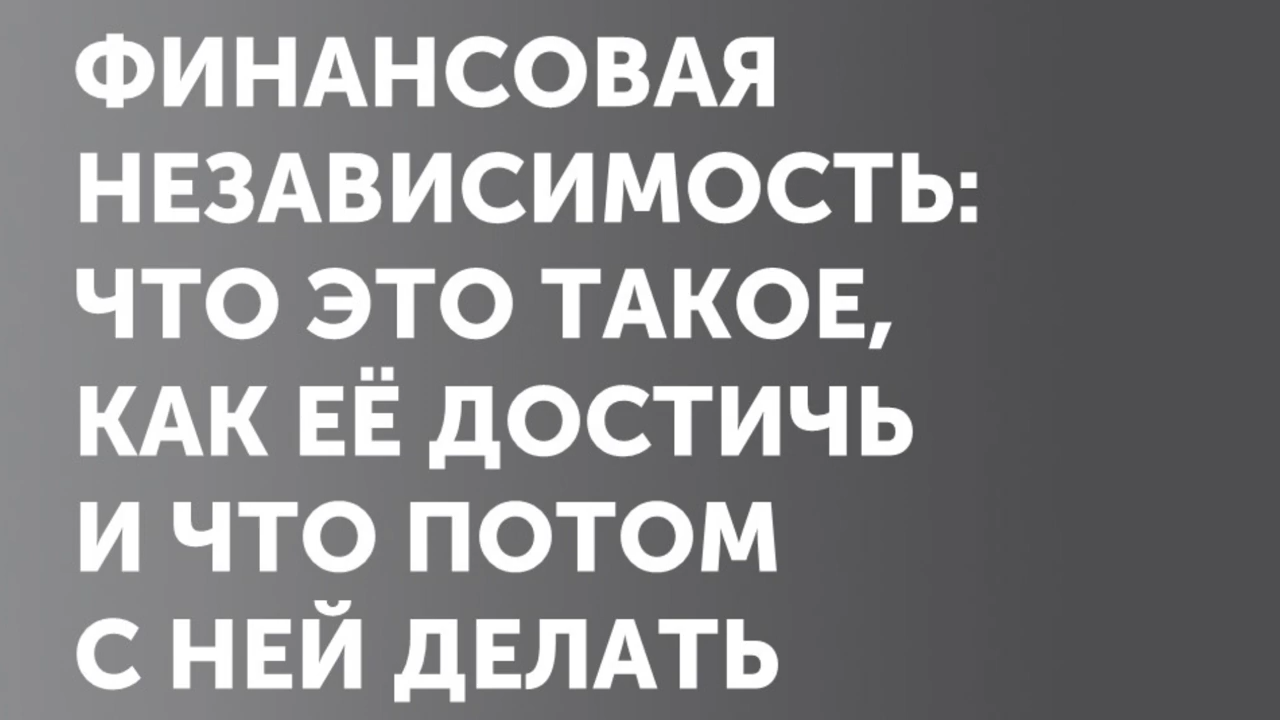 ФИНАНСОВАЯ
НЕЗАВИСИМОСТЬ:
ЧТО ЭТО ТАКОЕ,
КАК ЕЁ ДОСТИЧЬ
И ЧТО ПОТОМ
С НЕЙ ДЕЛАТЬ